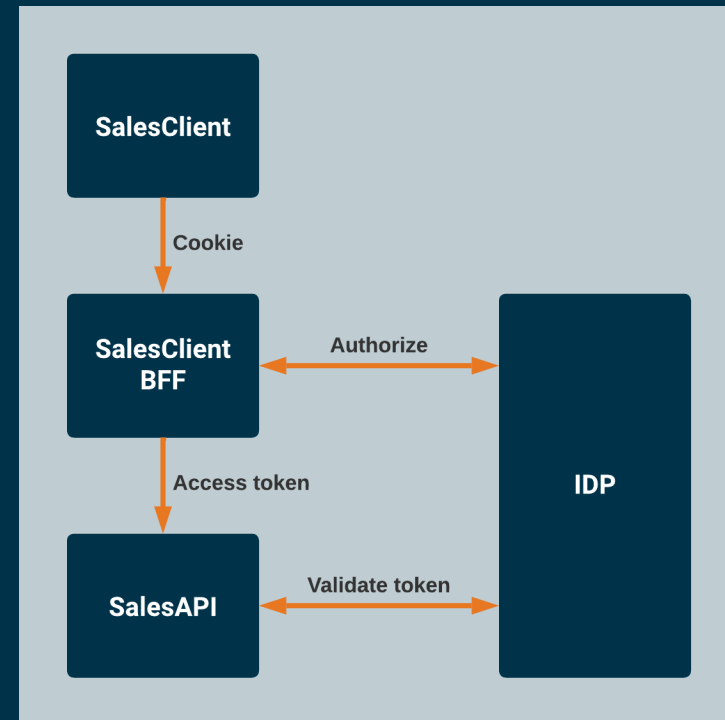 SalesClient
Cookie
SalesClient
BFF
Authorize
Access token
IDP
Validate token
SalesAPI